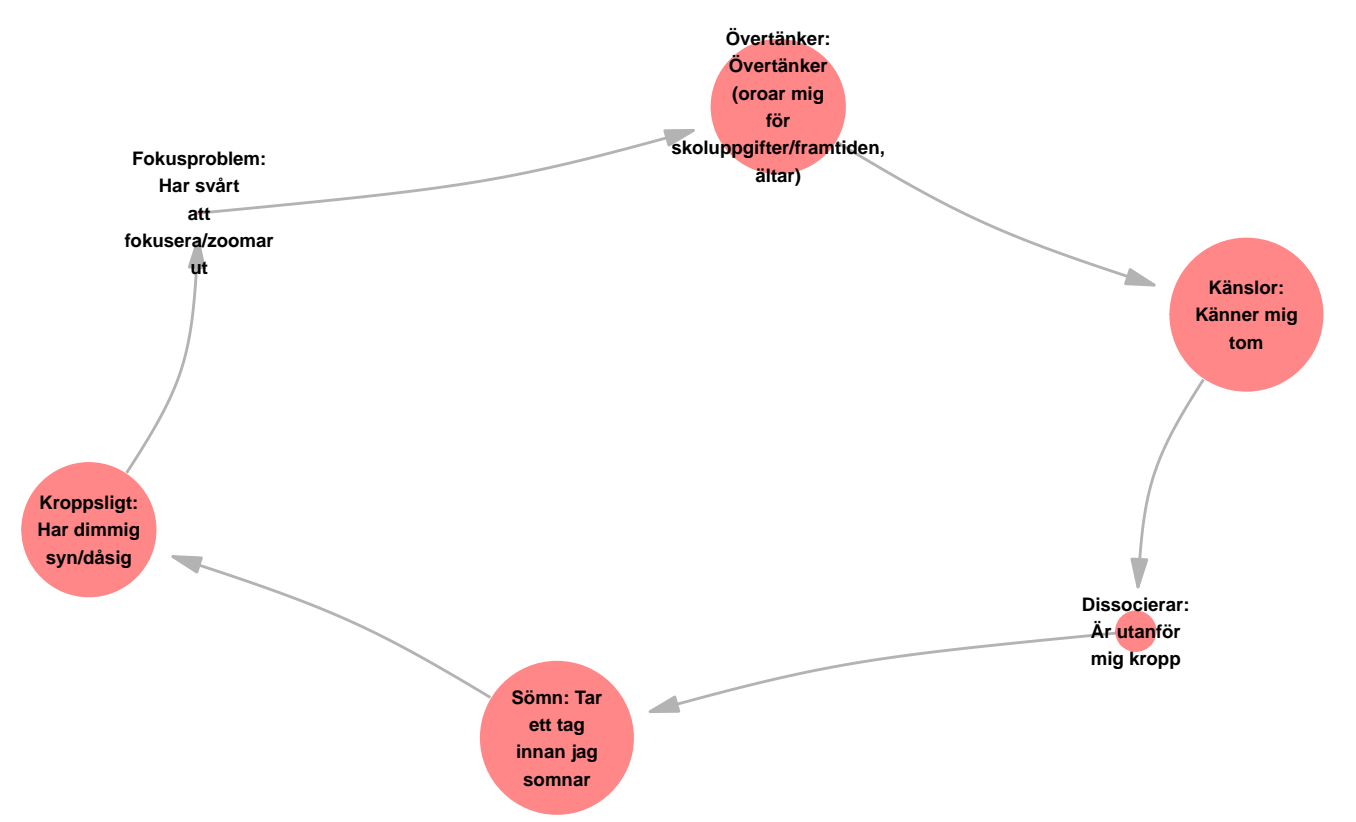 Övertänker:
Övertänker
(oroar mig
för
skoluppgifter/framtiden,
ältar)
Fokusproblem:
Har svårt
att
fokusera/zoomar
ut
Känslor:
Känner mig
tom
Kroppsligt:
Har dimmig
syn/dåsig
Dissocierar:
Är utanför
mig kropp
Sömn: Tar
ett tag
innan jag
somnar